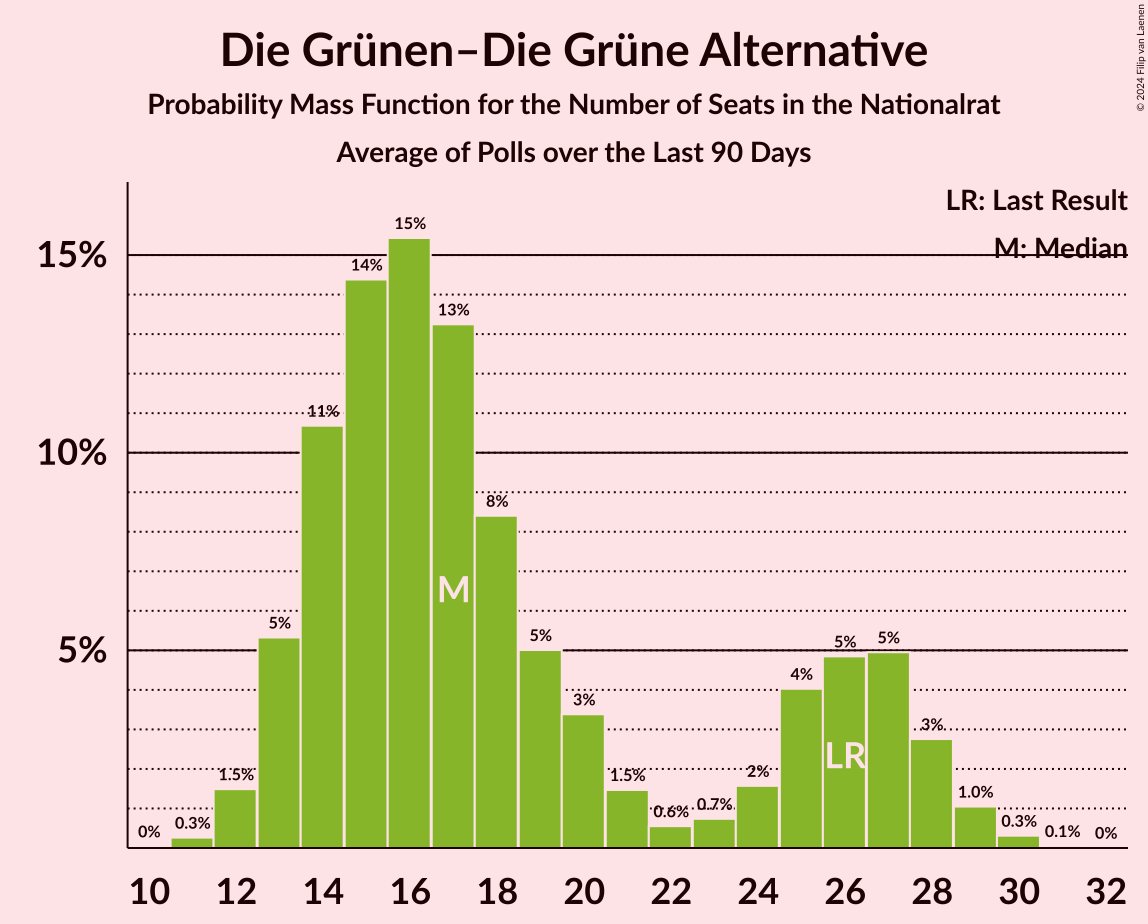 Die Grünen–Die Grüne Alternative
Probability Mass Function for the Number of Seats in the Nationalrat
Average of Polls over the Last 90 Days
© 2024 Filip van Laenen
LR: Last Result
M: Median
15%
10%
5%
0%
0.3%
1.5%
5%
11%
14%
15%
13%
8%
5%
3%
1.5%
0.6%
0.7%
2%
4%
5%
5%
3%
1.0%
0.3%
0.1%
0%
M
LR
10 12 14 16 18 20 22 24 26 28 30 32